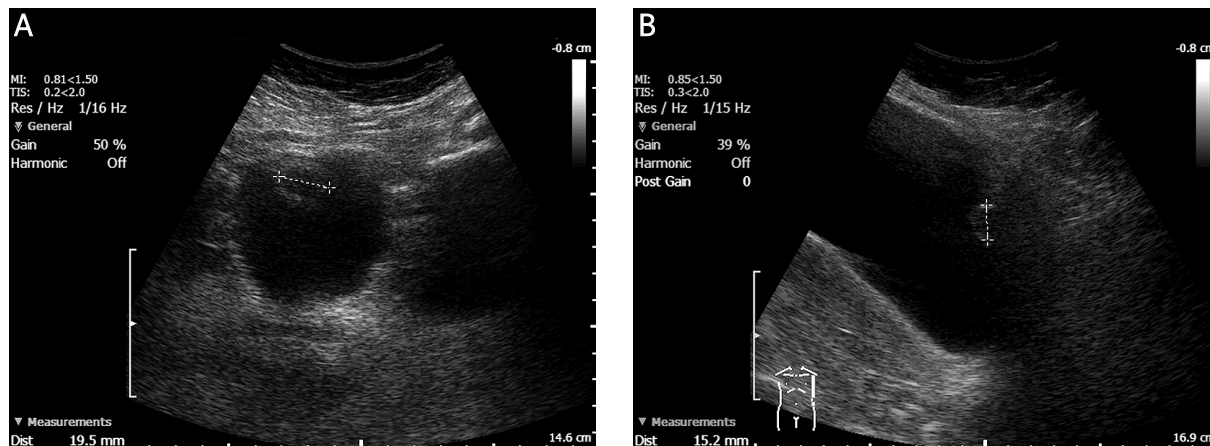 A
-0.8 cm
MI: 0.81<1.50
TIS: 0.2<2.0
Res / Hz 1/16 Hz
General
Gain 50 %
Harmonic Off
Measurements
Dist 19.5 mm
14.6 cm
B
-0.8 cm
MI: 0.85<1.50
TIS: 0.3<2.0
Res / Hz 1/15 Hz
General
Gain 39 %
Harmonic Off
Post Gain 0
Measurements
Dist 15.2 mm
16.9 cm